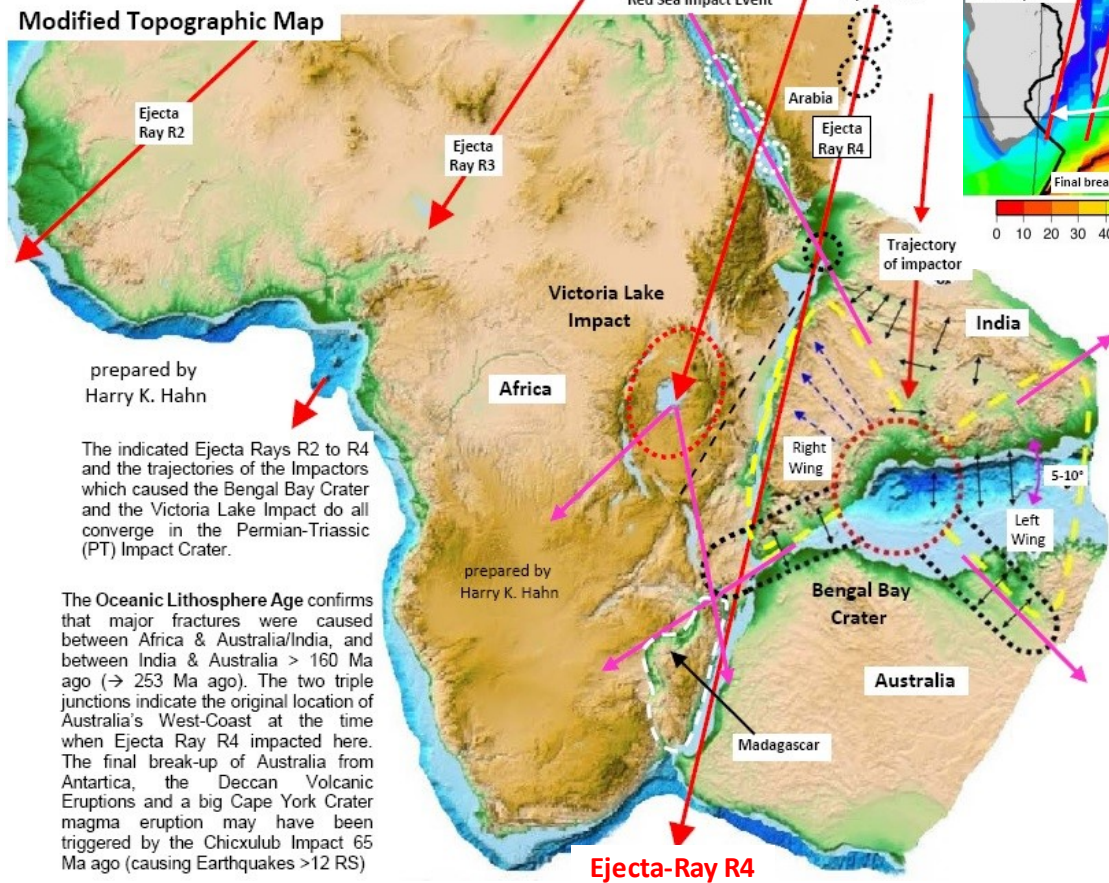 Modified Topographic Map
Red Sea Impact Event
Ejecta
Ray R2
Ejecta
Ray R3
Arabia
Ejecta
Ray R4
Final brea
0 10 20 30 40
Trajectory
of impactor
Victoria Lake
Impact
India
prepared by
Harry K. Hahn
Africa
Right
Wing
5-10°
Left
Wing
The indicated Ejecta Rays R2 to R4
and the trajectories of the Impactors
which caused the Bengal Bay Crater
and the Victoria Lake Impact do all
converge in the Permian-Triassic
(PT) Impact Crater.
prepared by
Harry K. Hahn
Bengal Bay
Crater
The Oceanic Lithosphere Age confirms
that major fractures were caused
between Africa & Australia/India, and
between India & Australia > 160 Ma
ago (→ 253 Ma ago). The two triple
junctions indicate the original location of
Australia's West-Coast at the time
when Ejecta Ray R4 impacted here.
The final break-up of Australia from
Antartica, the Deccan Volcanic
Eruptions and a big Cape York Crater
magma eruption may have been
triggered by the Chicxulub Impact 65
Ma ago (causing Earthquakes >12 RS)
Australia
Madagascar
Ejecta-Ray R4